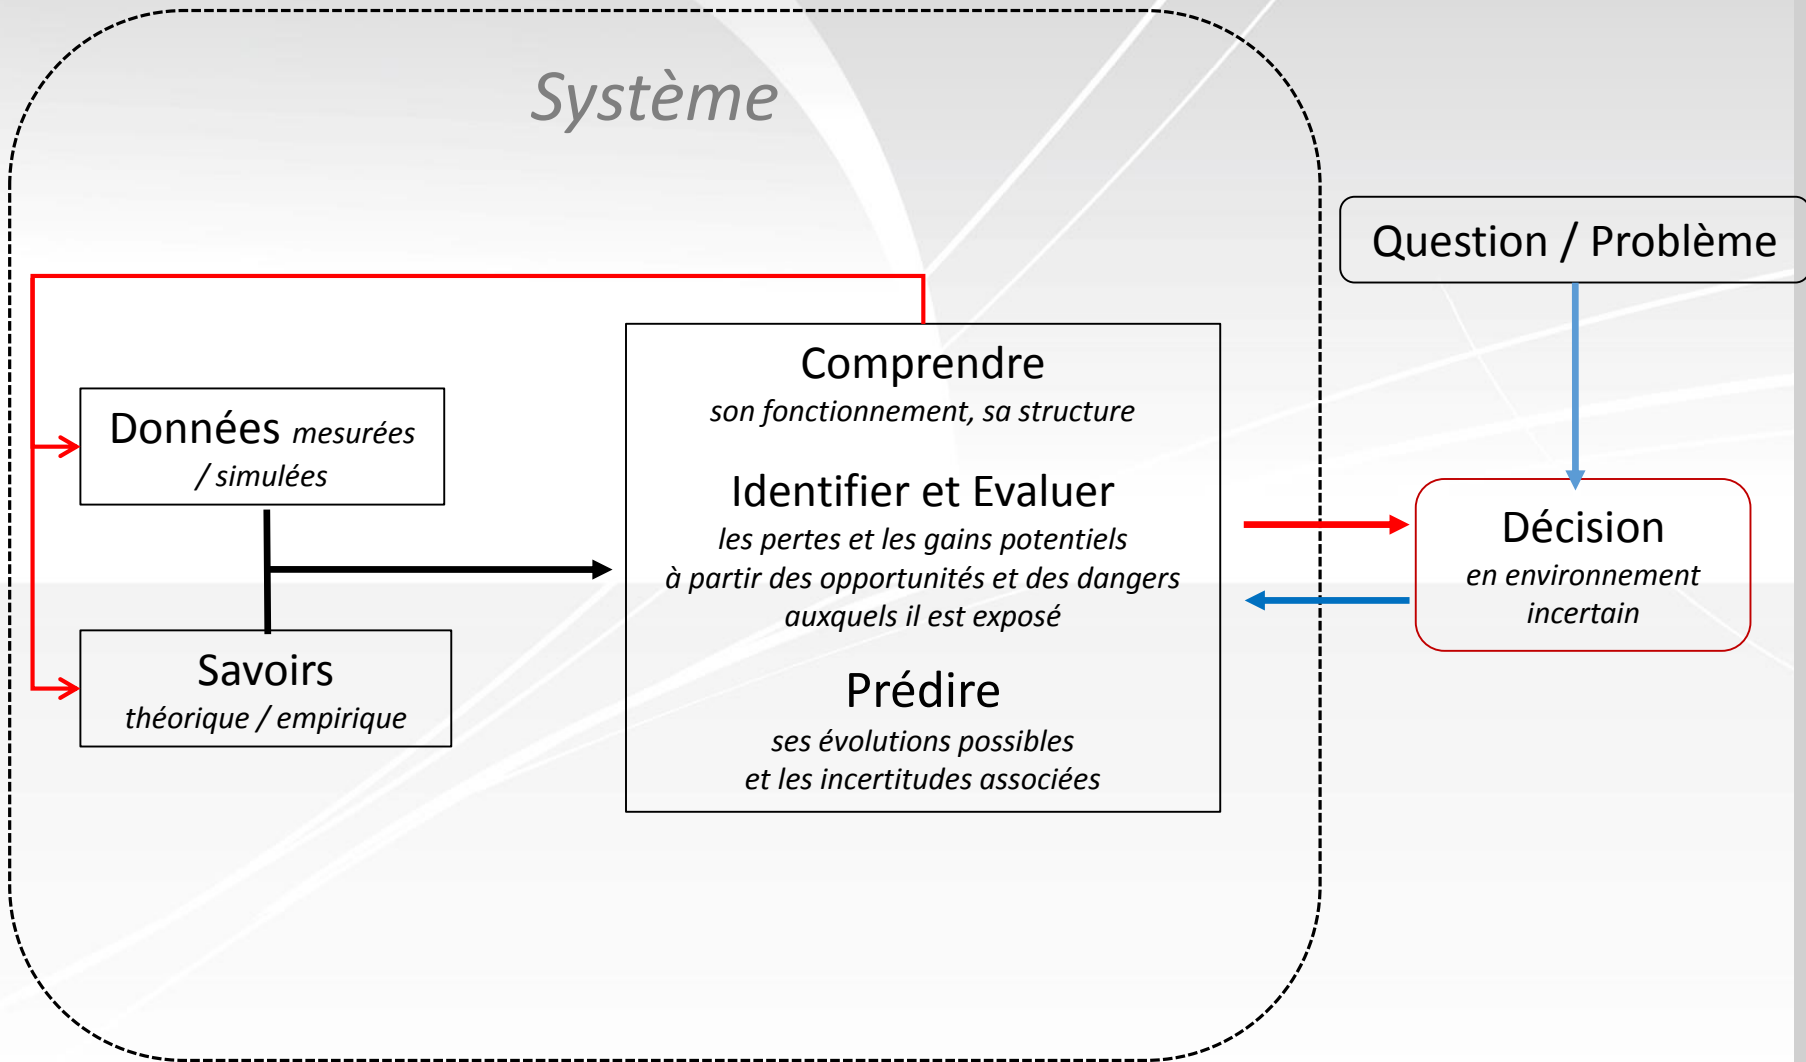 Système
Question / Problème
Données mesurées
/ simulées
Savoirs
théorique / empirique
Comprendre
son fonctionnement, sa structure
Identifier et Evaluer
les pertes et les gains potentiels
à partir des opportunités et des dangers
auxquels il est exposé
Prédire
ses évolutions possibles
et les incertitudes associées
Décision
en environnement
incertain